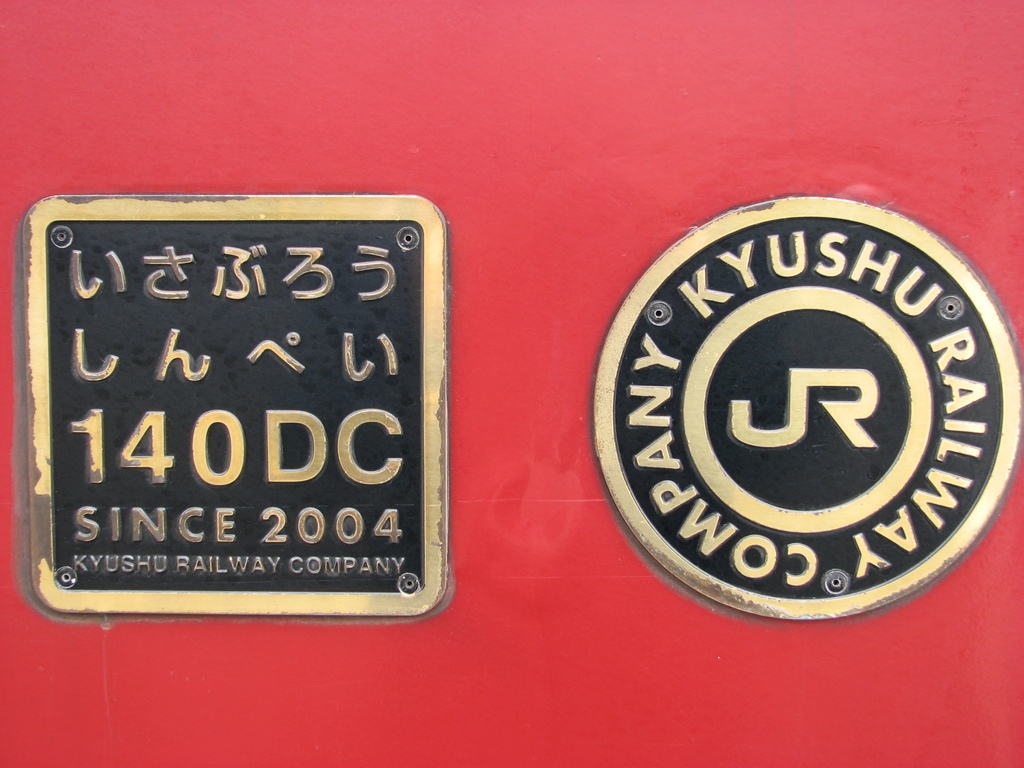 いさぶろう
しんぺい
140DC
SINCE 2004
KYUSHU RAILWAY COMPANY
KYUSHU RAILWAY COMPANY
JR